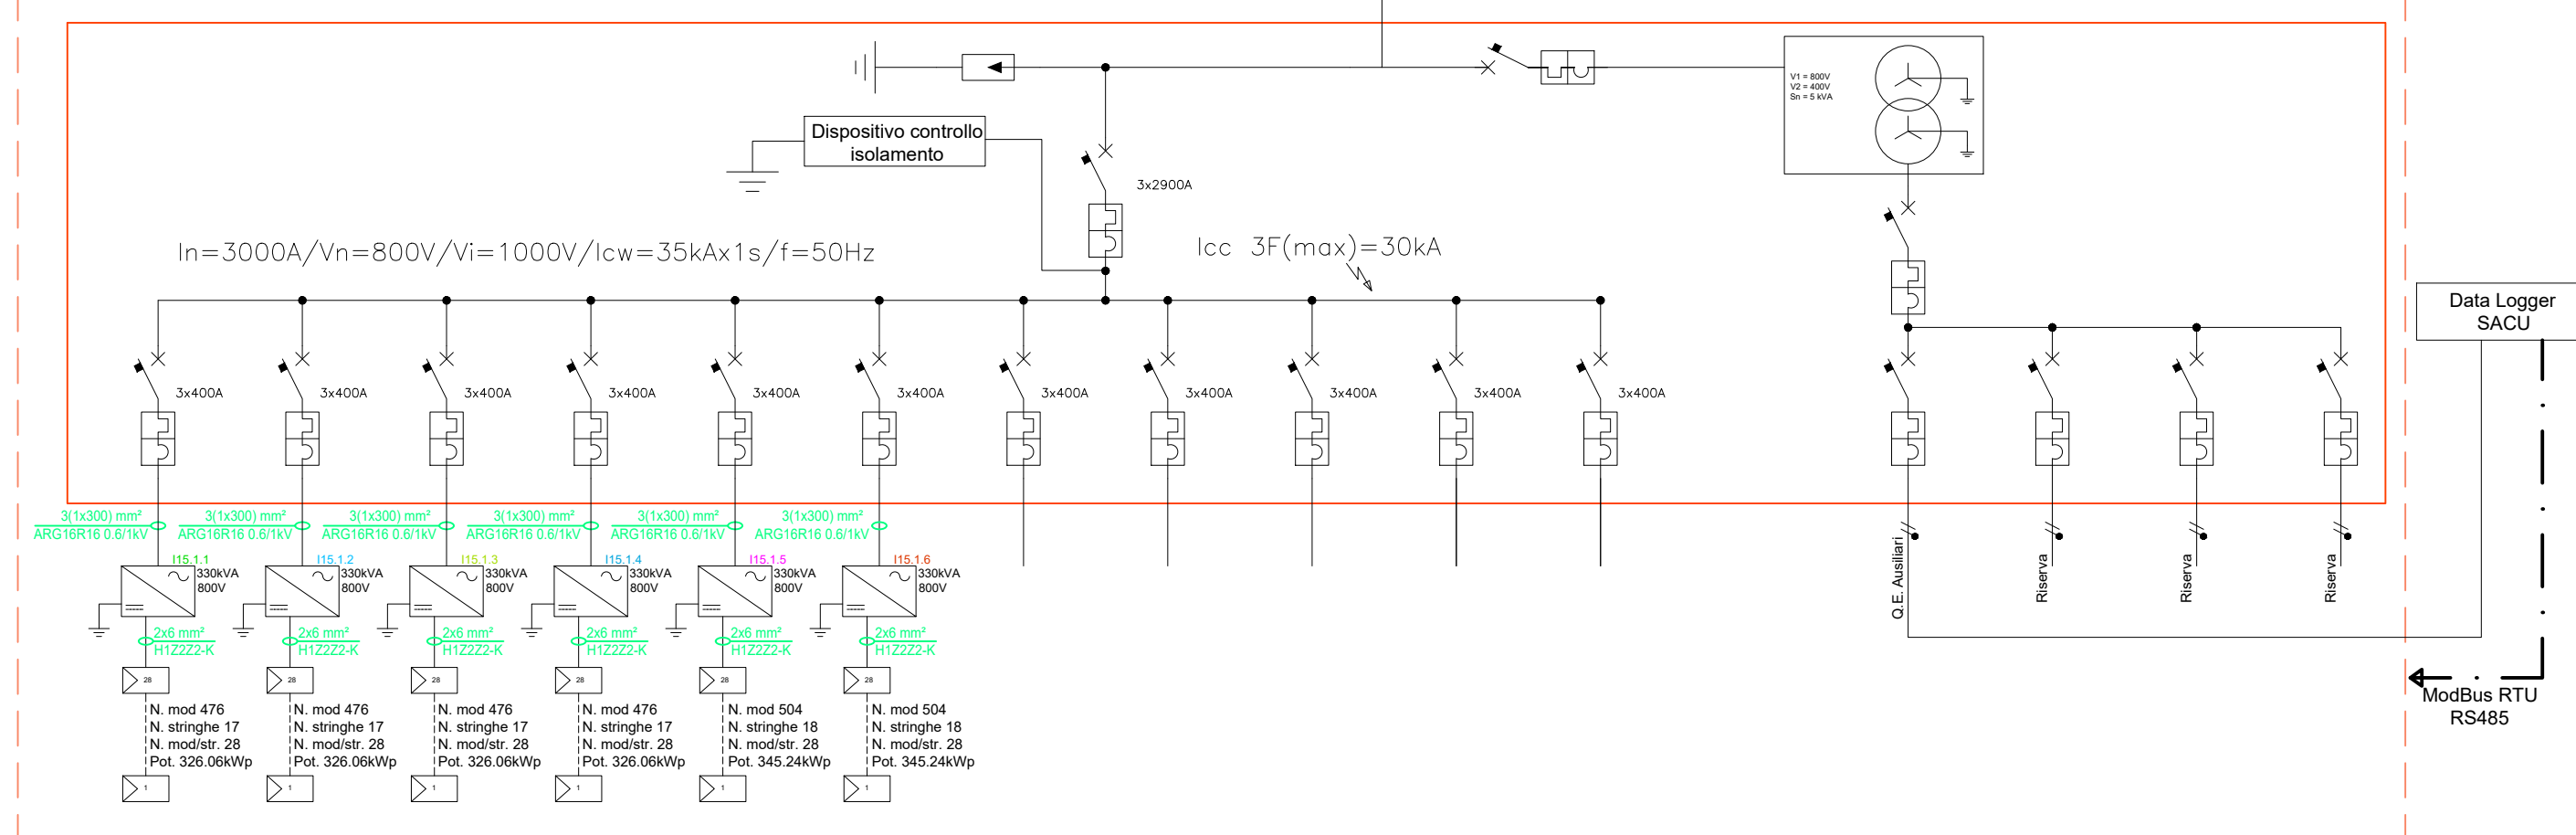 V1 = 800V
V2 = 400V
Sn = 5 kVA
Dispositivo controllo
isolamento
3x2900A
In=3000A/Vn=800V/Vi=1000V/Icw=35kAx1s/f=50Hz
Icc 3F(max)=30kA
Data Logger
SACU
3x400A
3x400A
3x400A
3x400A
3x400A
3x400A
3x400A
3x400A
3x400A
3x400A
3x400A
3(1x300) mm²
ARG16R16 0.6/1kV
3(1x300) mm²
ARG16R16 0.6/1kV
3(1x300) mm²
ARG16R16 0.6/1kV
3(1x300) mm²
ARG16R16 0.6/1kV
3(1x300) mm²
ARG16R16 0.6/1kV
3(1x300) mm²
ARG16R16 0.6/1kV
I15.1.1
330kVA
800V
I15.1.2
330kVA
800V
I15.1.3
330kVA
800V
I15.1.4
330kVA
800V
I15.1.5
330kVA
800V
I15.1.6
330kVA
800V
Q.E. Ausiliari
Riserva
Riserva
Riserva
2x6 mm²
H1Z2Z2-K
2x6 mm²
H1Z2Z2-K
2x6 mm²
H1Z2Z2-K
2x6 mm²
H1Z2Z2-K
2x6 mm²
H1Z2Z2-K
2x6 mm²
H1Z2Z2-K
28
28
28
28
28
28
N. mod 476
N. stringhe 17
N. mod/str. 28
Pot. 326.06kWp
N. mod 476
N. stringhe 17
N. mod/str. 28
Pot. 326.06kWp
N. mod 476
N. stringhe 17
N. mod/str. 28
Pot. 326.06kWp
N. mod 476
N. stringhe 17
N. mod/str. 28
Pot. 326.06kWp
N. mod 504
N. stringhe 18
N. mod/str. 28
Pot. 345.24kWp
N. mod 504
N. stringhe 18
N. mod/str. 28
Pot. 345.24kWp
1
1
1
1
1
1
ModBus RTU
RS485